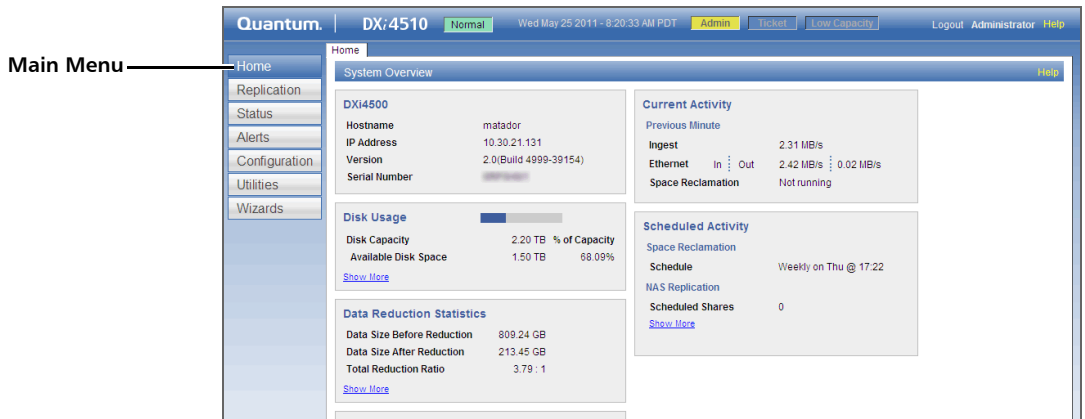 Quantum. DXi4510 Normal Wed May 25 2011 - 8:20:33 AM PDT Admin Ticket Low Capacity Logout Administrator Help
Main Menu
Home
Replication
Status
Alerts
Configuration
Utilities
Wizards
Home
System Overview Help
DXi4500
Hostname matador
IP Address 10.30.21.131
Version 2.0(Build 4999-39154)
Serial Number
Disk Usage
Disk Capacity 2.20 TB % of Capacity
Available Disk Space 1.50 TB 68.09%
Show More
Data Reduction Statistics
Data Size Before Reduction 809.24 GB
Data Size After Reduction 213.45 GB
Total Reduction Ratio 3.79 : 1
Show More
Current Activity
Previous Minute
Ingest 2.31 MB/s
Ethernet In Out 2.42 MB/s 0.02 MB/s
Space Reclamation Not running
Scheduled Activity
Space Reclamation
Schedule Weekly on Thu @ 17:22
NAS Replication
Scheduled Shares 0
Show More